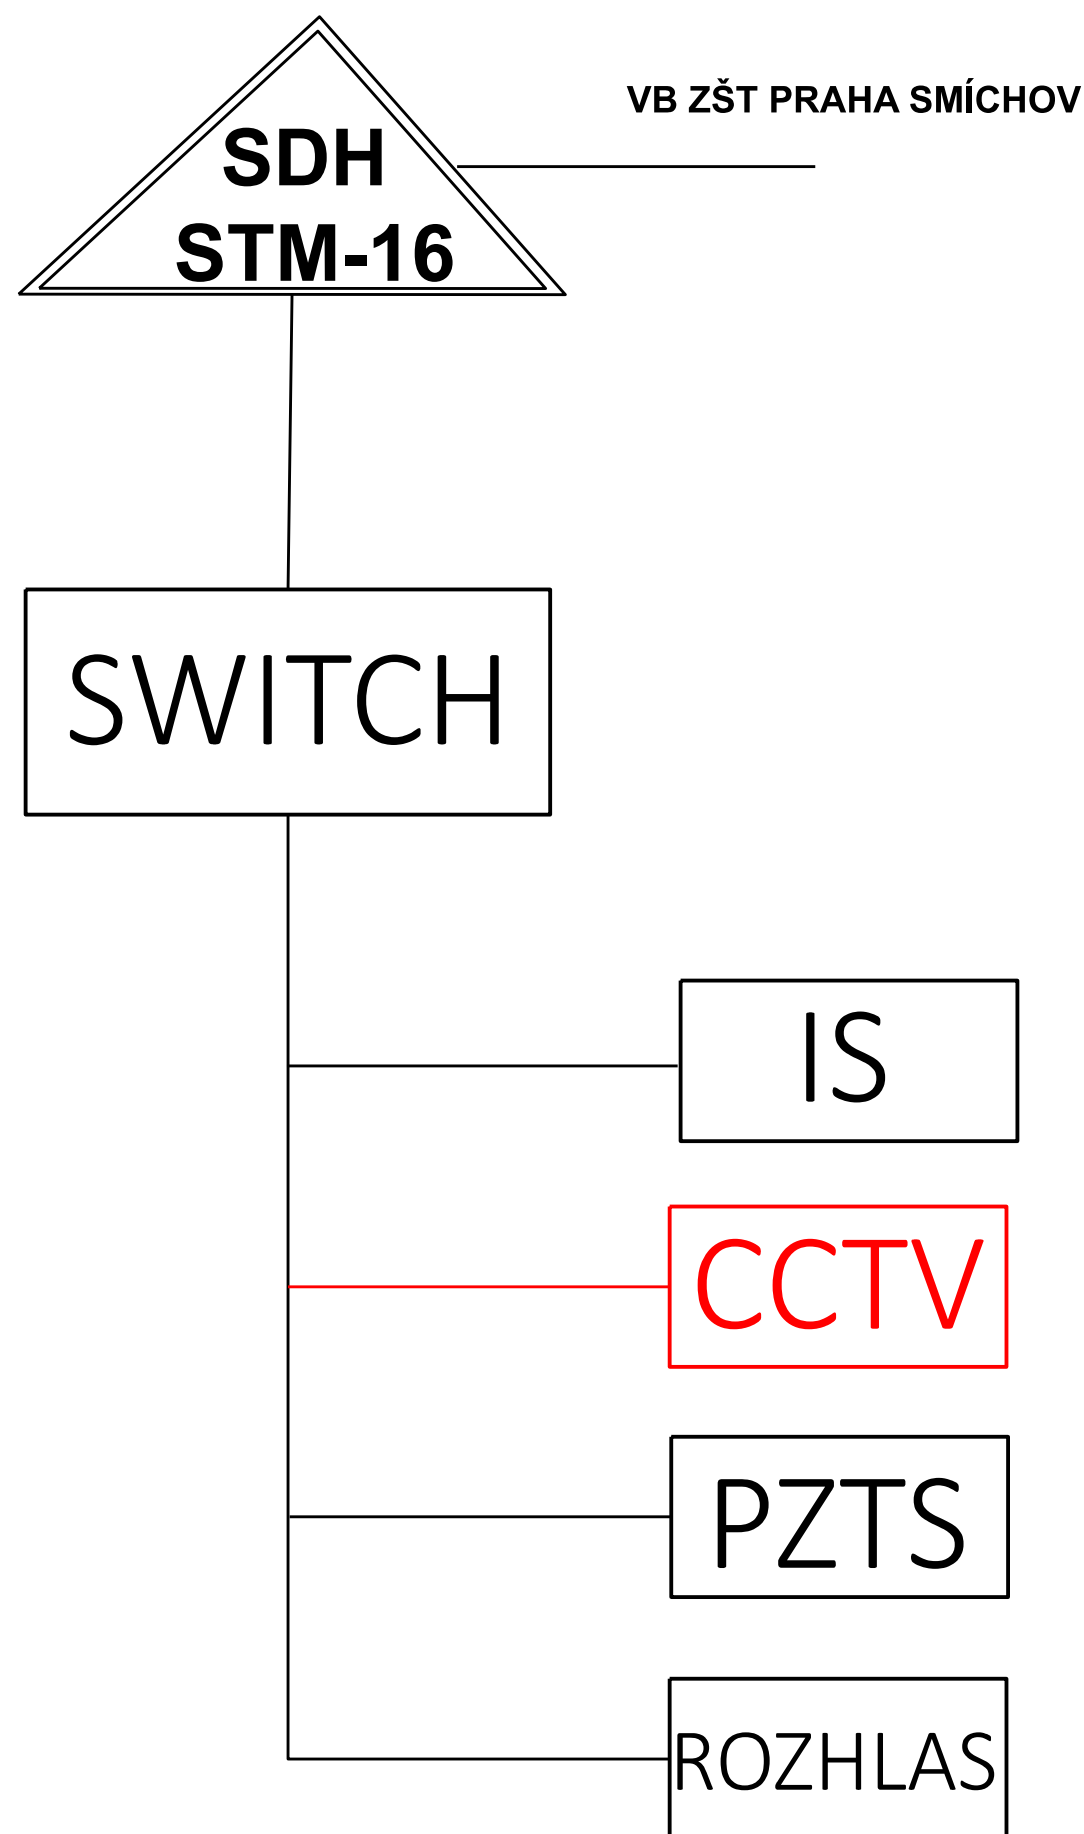 VB ZŠT PRAHA SMÍCHOV
SDH
STM-16
SWITCH
IS
CCTV
PZTS
ROZHLAS